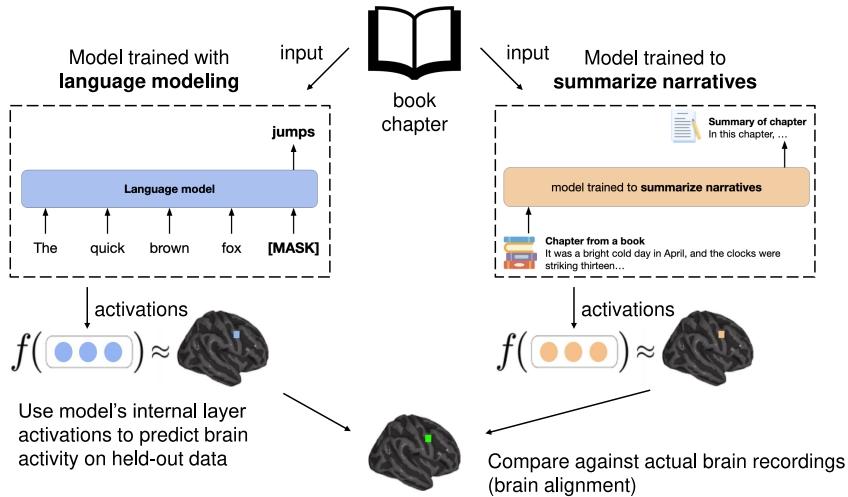 Model trained with
language modeling
input
book
chapter
input
Model trained to
summarize narratives
jumps
Language model
The quick brown fox [MASK]
Summary of chapter
In this chapter, …
model trained to summarize narratives
Chapter from a book
It was a bright cold day in April, and the clocks were
striking thirteen…
activations
f( ) ≈
activations
f( ) ≈
Use model's internal layer
activations to predict brain
activity on held-out data
Compare against actual brain recordings
(brain alignment)